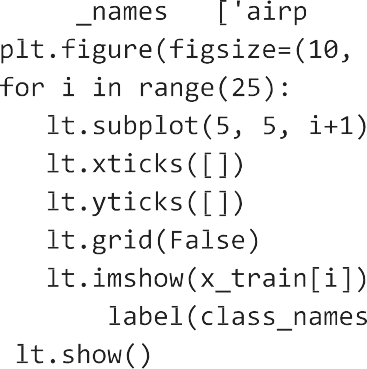 _names ['airp
plt.figure(figsize=(10,
for i in range(25):
lt.subplot(5, 5, i+1)
lt.xticks([])
lt.yticks([])
lt.grid(False)
lt.imshow(x_train[i])
label(class_names
lt.show()